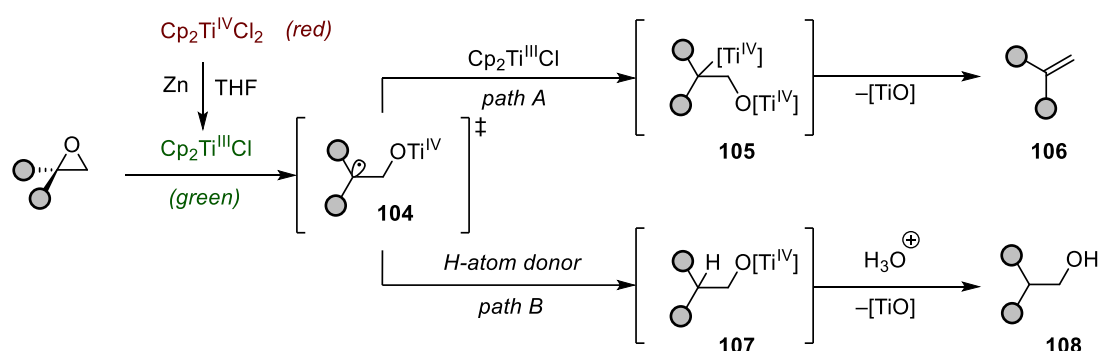 Cp₂TiᴵⱽCl₂ (red)
Zn THF
Cp₂TiᴵᴵᴵCl
(green)
O
OTiᴵⱽ
‡
104
Cp₂TiᴵᴵᴵCl
path A
[Tiᴵⱽ]
O[Tiᴵⱽ]
105
–[TiO]
106
H-atom donor
path B
H O[Tiᴵⱽ]
107
H₃O⊕
–[TiO]
OH
108